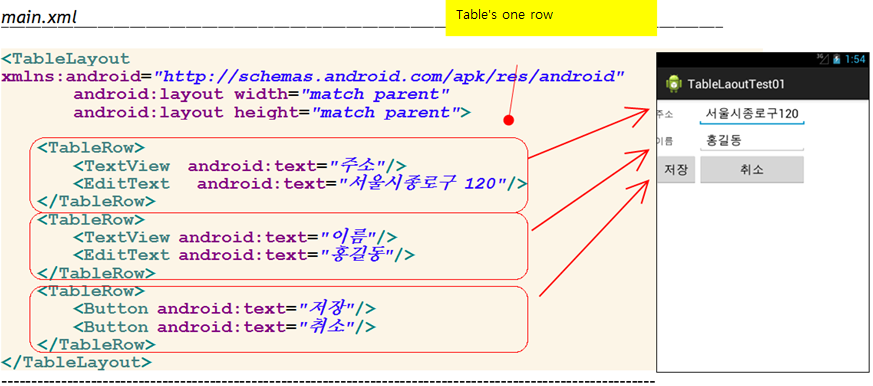 main.xml
Table's one row
<TableLayout
xmlns:android="http://schemas.android.com/apk/res/android"
android:layout width="match parent"
android:layout height="match parent">
<TableRow>
<TextView android:text="주소"/>
<EditText android:text="서울시종로구 120"/>
</TableRow>
<TableRow>
<TextView android:text="이름"/>
<EditText android:text="홍길동"/>
</TableRow>
<TableRow>
<Button android:text="저장"/>
<Button android:text="취소"/>
</TableRow>
</TableLayout>
3G 1:54
TableLaoutTest01
주소 서울시종로구120
이름 홍길동
저장 취소